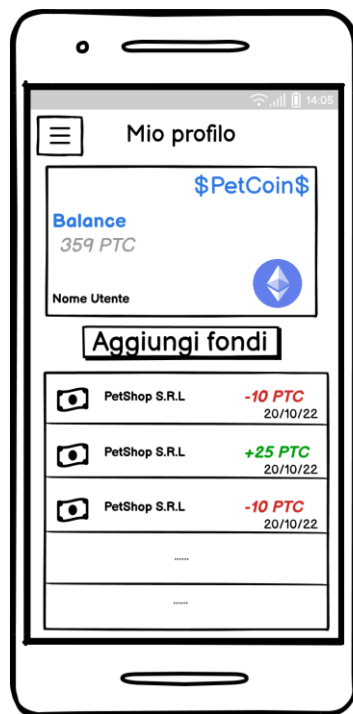 14:05
Mio profilo
$PetCoin$
Balance
359 PTC
Nome Utente
Aggiungi fondi
PetShop S.R.L -10 PTC
20/10/22
PetShop S.R.L +25 PTC
20/10/22
PetShop S.R.L -10 PTC
20/10/22
......
......